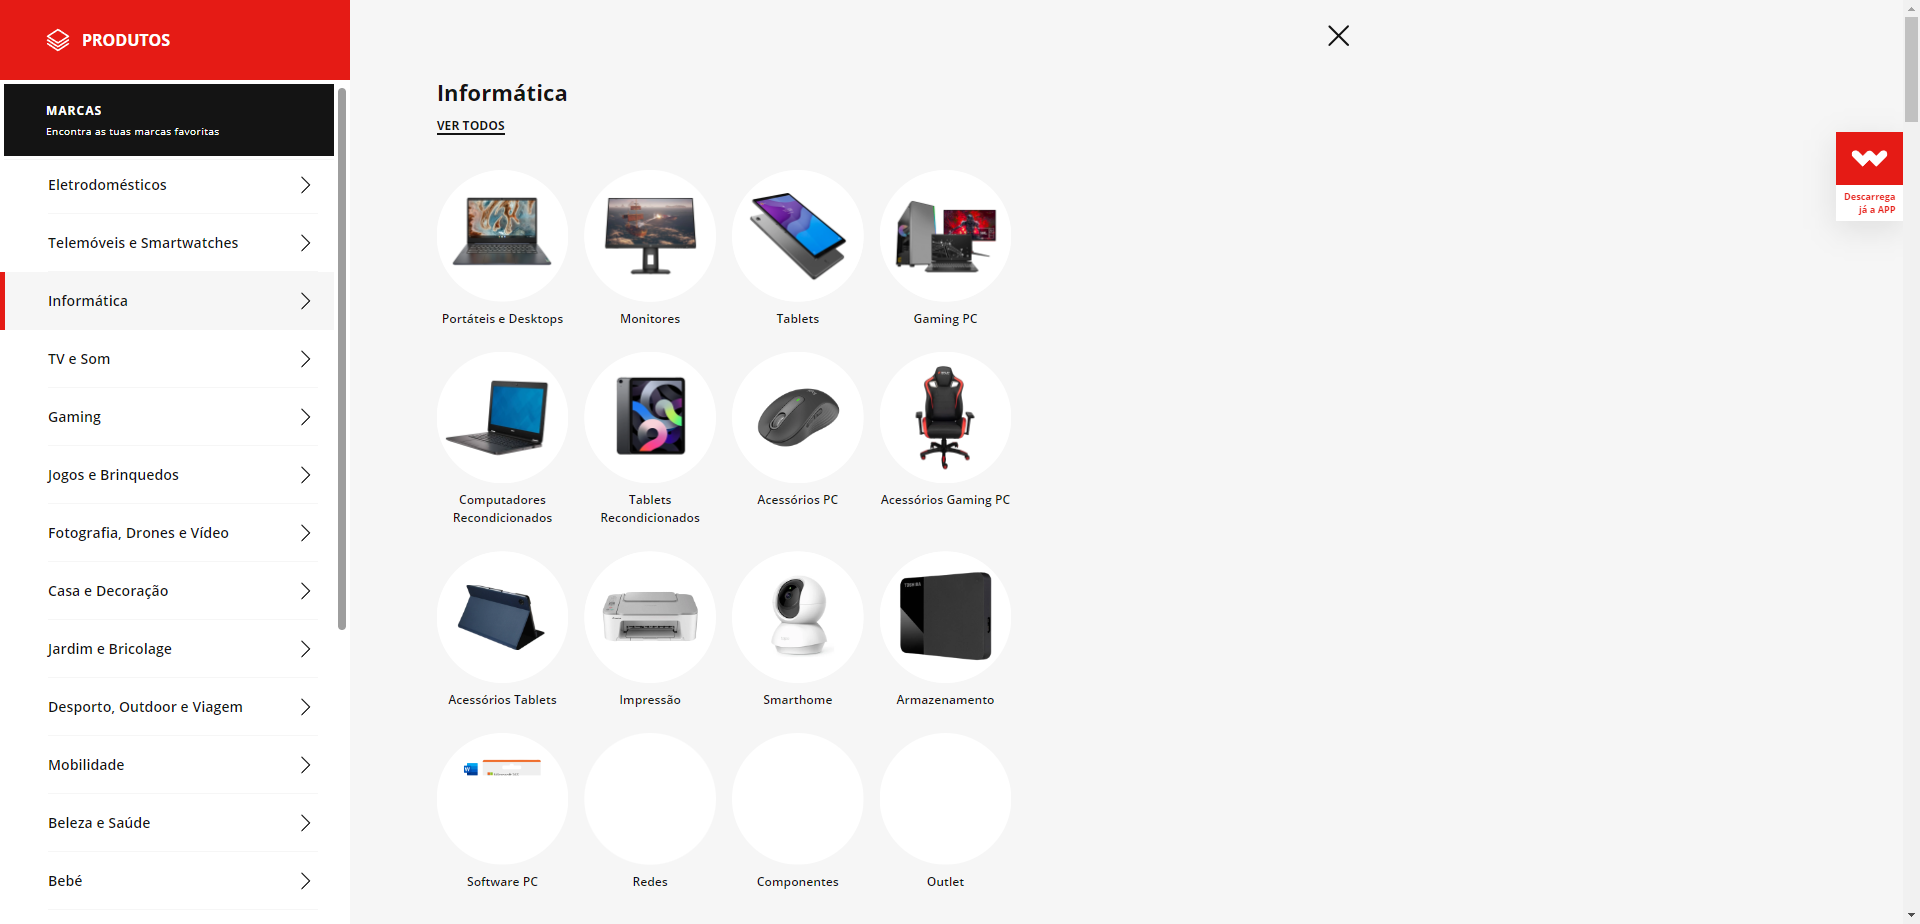 PRODUTOS
MARCAS
Encontra as tuas marcas favoritas
Eletrodomésticos
Telemóveis e Smartwatches
Informática
TV e Som
Gaming
Jogos e Brinquedos
Fotografia, Drones e Vídeo
Casa e Decoração
Jardim e Bricolage
Desporto, Outdoor e Viagem
Mobilidade
Beleza e Saúde
Bebé
Informática
VER TODOS
Portáteis e Desktops
Monitores
Tablets
Gaming PC
Computadores
Recondicionados
Tablets
Recondicionados
Acessórios PC
Acessórios Gaming PC
Acessórios Tablets
Impressão
Smarthome
TOSHIBA
Armazenamento
W
Software PC
Redes
Componentes
Outlet
Descarrega
já a APP